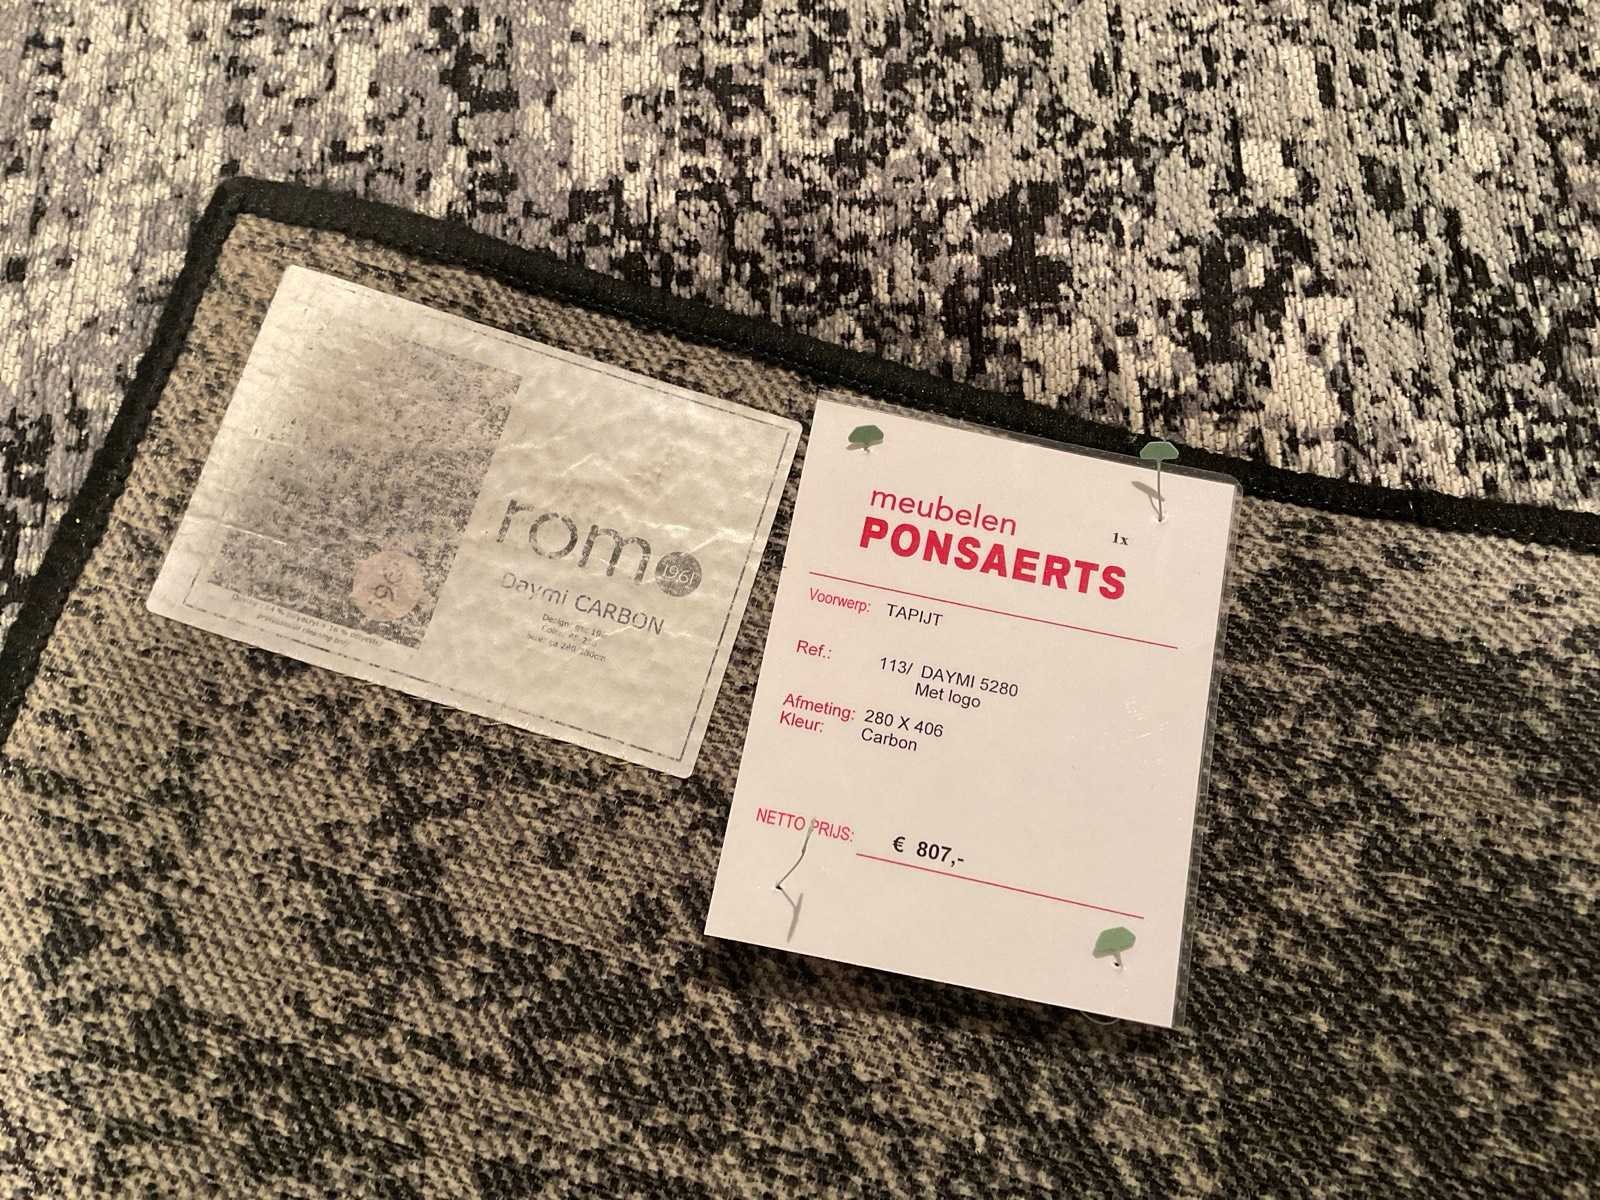 romo
1961
Daymi CARBON
meubelen
PONSAERTS
1x
Voorwerp: TAPIJT
Ref.: 113/ DAYMI 5280
Met logo
Afmeting: 280 X 406
Kleur: Carbon
NETTO PRIJS: € 807,-